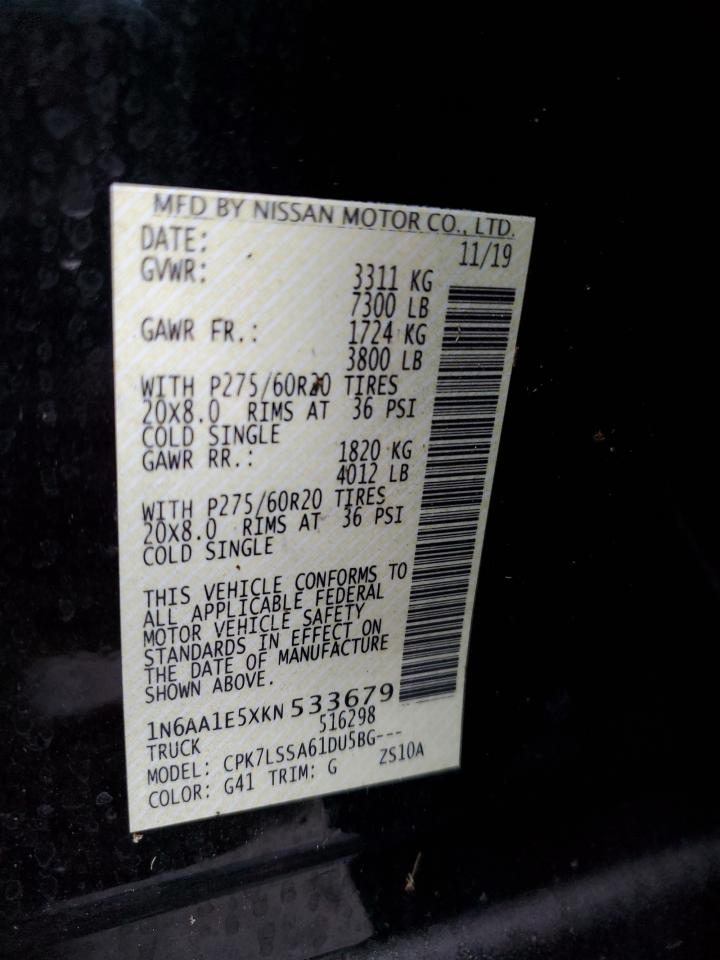 MFD BY NISSAN MOTOR CO., LTD.
DATE: 11/19
GVWR: 3311 KG
7300 LB
GAWR FR.: 1724 KG
3800 LB
WITH P275/60R20 TIRES
20X8.0 RIMS AT 36 PSI
COLD SINGLE
GAWR RR.: 1820 KG
4012 LB
WITH P275/60R20 TIRES
20X8.0 RIMS AT 36 PSI
COLD SINGLE
THIS VEHICLE CONFORMS TO
ALL APPLICABLE FEDERAL
MOTOR VEHICLE SAFETY
STANDARDS IN EFFECT ON
THE DATE OF MANUFACTURE
SHOWN ABOVE.
1N6AA1E5XKN533679
TRUCK 516298
MODEL: CPK7LSSA61DU5BG---
COLOR: G41 TRIM: G ZS10A